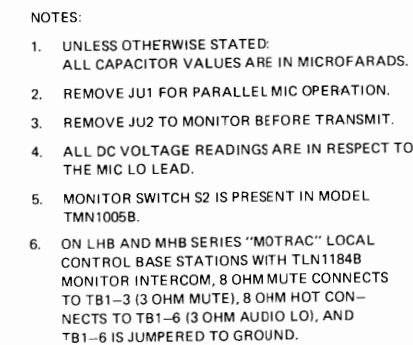 NOTES:
1. UNLESS OTHERWISE STATED:
ALL CAPACITOR VALUES ARE IN MICROFARADS.
2. REMOVE JU1 FOR PARALLEL MIC OPERATION.
3. REMOVE JU2 TO MONITOR BEFORE TRANSMIT.
4. ALL DC VOLTAGE READINGS ARE IN RESPECT TO
THE MIC LO LEAD.
5. MONITOR SWITCH S2 IS PRESENT IN MODEL
TMN1005B.
6. ON LHB AND MHB SERIES "MOTRAC" LOCAL
CONTROL BASE STATIONS WITH TLN1184B
MONITOR INTERCOM, 8 OHM MUTE CONNECTS
TO TB1-3 (3 OHM MUTE), 8 OHM HOT CON-
NECTS TO TB1-6 (3 OHM AUDIO LO), AND
TB1-6 IS JUMPERED TO GROUND.